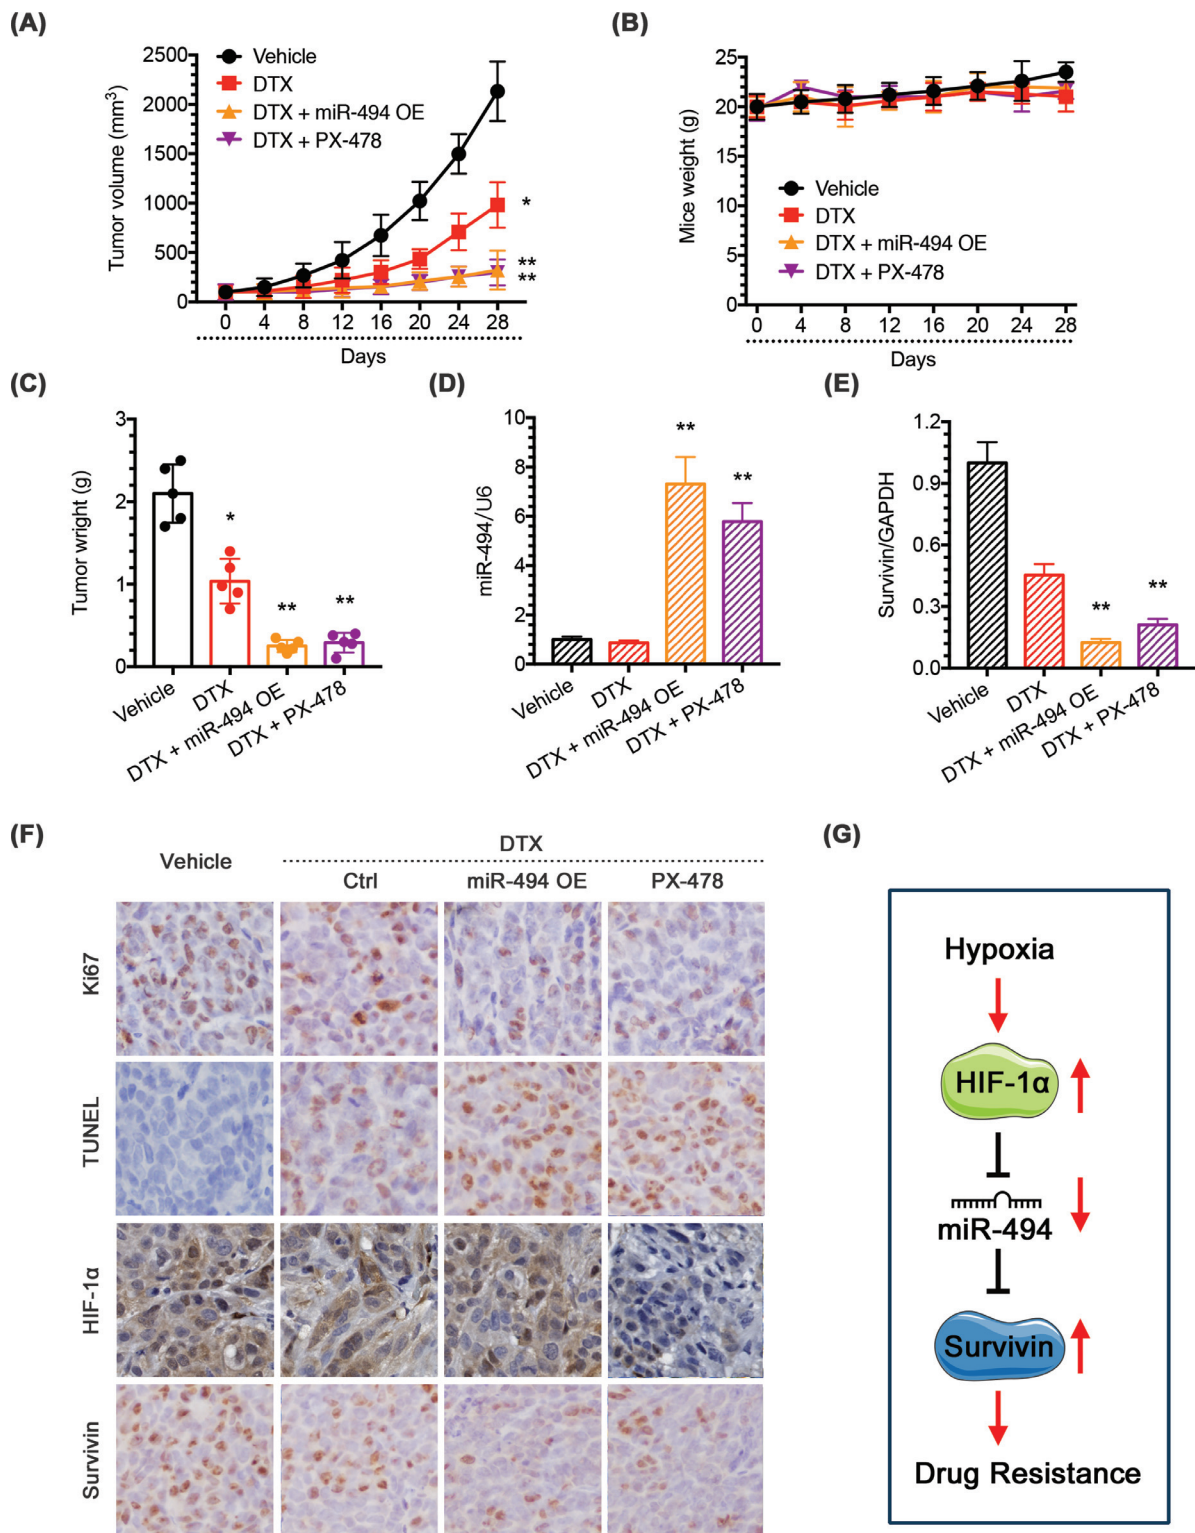 (A)
Tumor volume (mm³)
2500
2000
1500
1000
500
0
Vehicle
DTX
DTX + miR-494 OE
DTX + PX-478
*
**
**
0 4 8 12 16 20 24 28
Days
(B)
Mice weight (g)
25
20
15
10
5
0
Vehicle
DTX
DTX + miR-494 OE
DTX + PX-478
0 4 8 12 16 20 24 28
Days
(C)
Tumor wright (g)
3
2
1
0
*
**
**
Vehicle
DTX
DTX + miR-494 OE
DTX + PX-478
(D)
miR-494/U6
10
8
6
4
2
0
**
**
Vehicle
DTX
DTX + miR-494 OE
DTX + PX-478
(E)
Survivin/GAPDH
1.2
0.9
0.6
0.3
0.0
**
**
Vehicle
DTX
DTX + miR-494 OE
DTX + PX-478
(F)
Vehicle
DTX
Ctrl miR-494 OE PX-478
Ki67
TUNEL
HIF-1α
Survivin
(G)
Hypoxia
HIF-1α
miR-494
Survivin
Drug Resistance